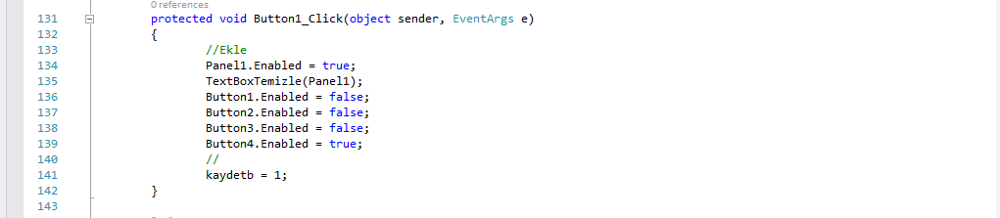 0 references
131 protected void Button1_Click(object sender, EventArgs e)
132 {
133 //Ekle
134 Panel1.Enabled = true;
135 TextBoxTemizle(Panel1);
136 Button1.Enabled = false;
137 Button2.Enabled = false;
138 Button3.Enabled = false;
139 Button4.Enabled = true;
140 //
141 kaydetb = 1;
142 }
143